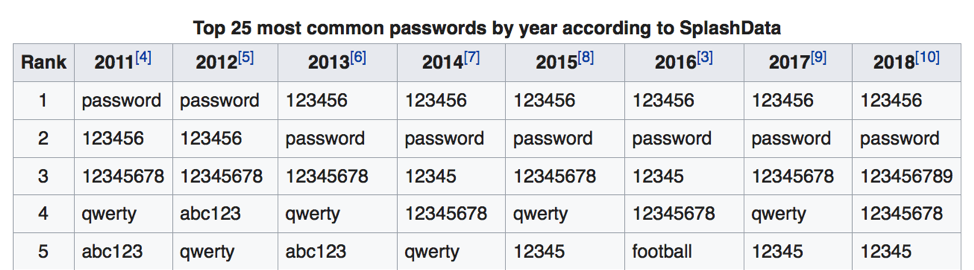 Top 25 most common passwords by year according to SplashData
Rank 2011[4] 2012[5] 2013[6] 2014[7] 2015[8] 2016[3] 2017[9] 2018[10]
1 password password 123456 123456 123456 123456 123456 123456
2 123456 123456 password password password password password password
3 12345678 12345678 12345678 12345 12345678 12345 12345678 123456789
4 qwerty abc123 qwerty 12345678 qwerty 12345678 qwerty 12345678
5 abc123 qwerty abc123 qwerty 12345 football 12345 12345